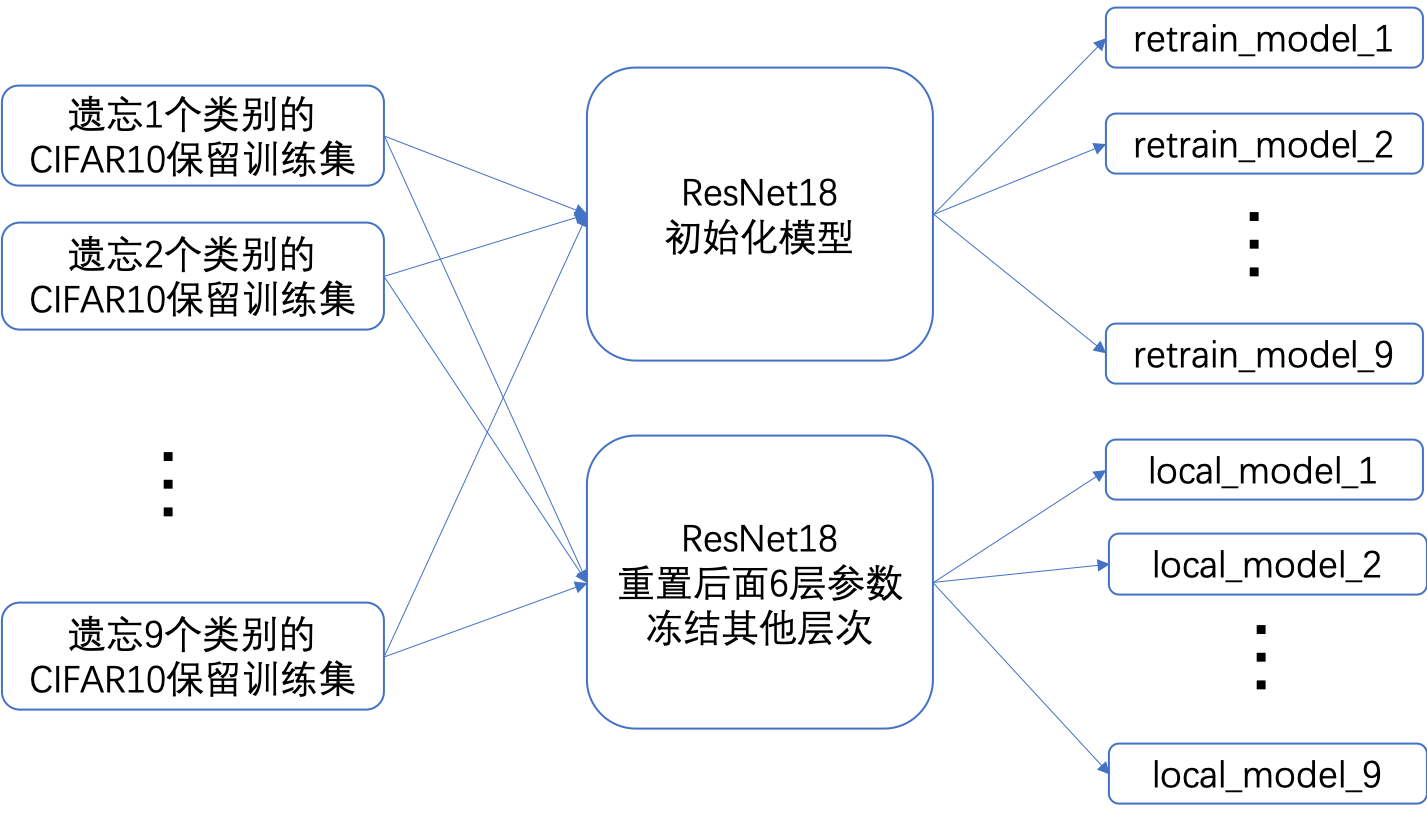 遗忘1个类别的
CIFAR10保留训练集
遗忘2个类别的
CIFAR10保留训练集
遗忘9个类别的
CIFAR10保留训练集
ResNet18
初始化模型
ResNet18
重置后面6层参数
冻结其他层次
retrain_model_1
retrain_model_2
retrain_model_9
local_model_1
local_model_2
local_model_9